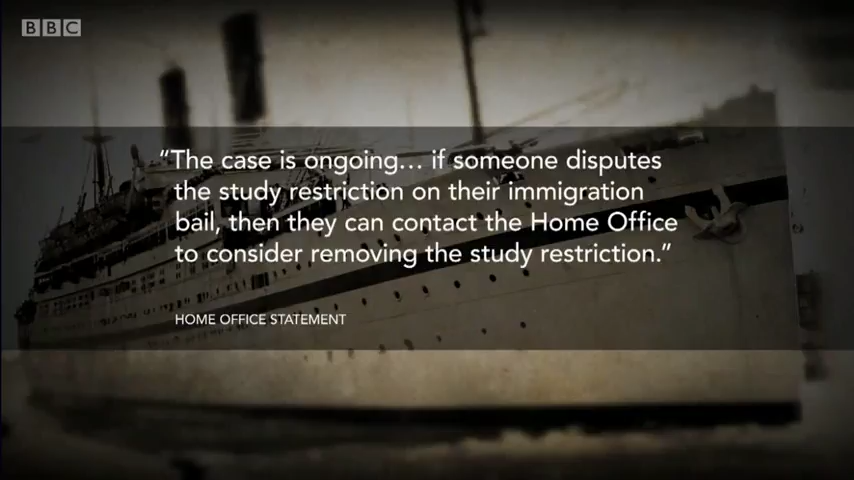 BBC
“The case is ongoing… if someone disputes
the study restriction on their immigration
bail, then they can contact the Home Office
to consider removing the study restriction.”
HOME OFFICE STATEMENT